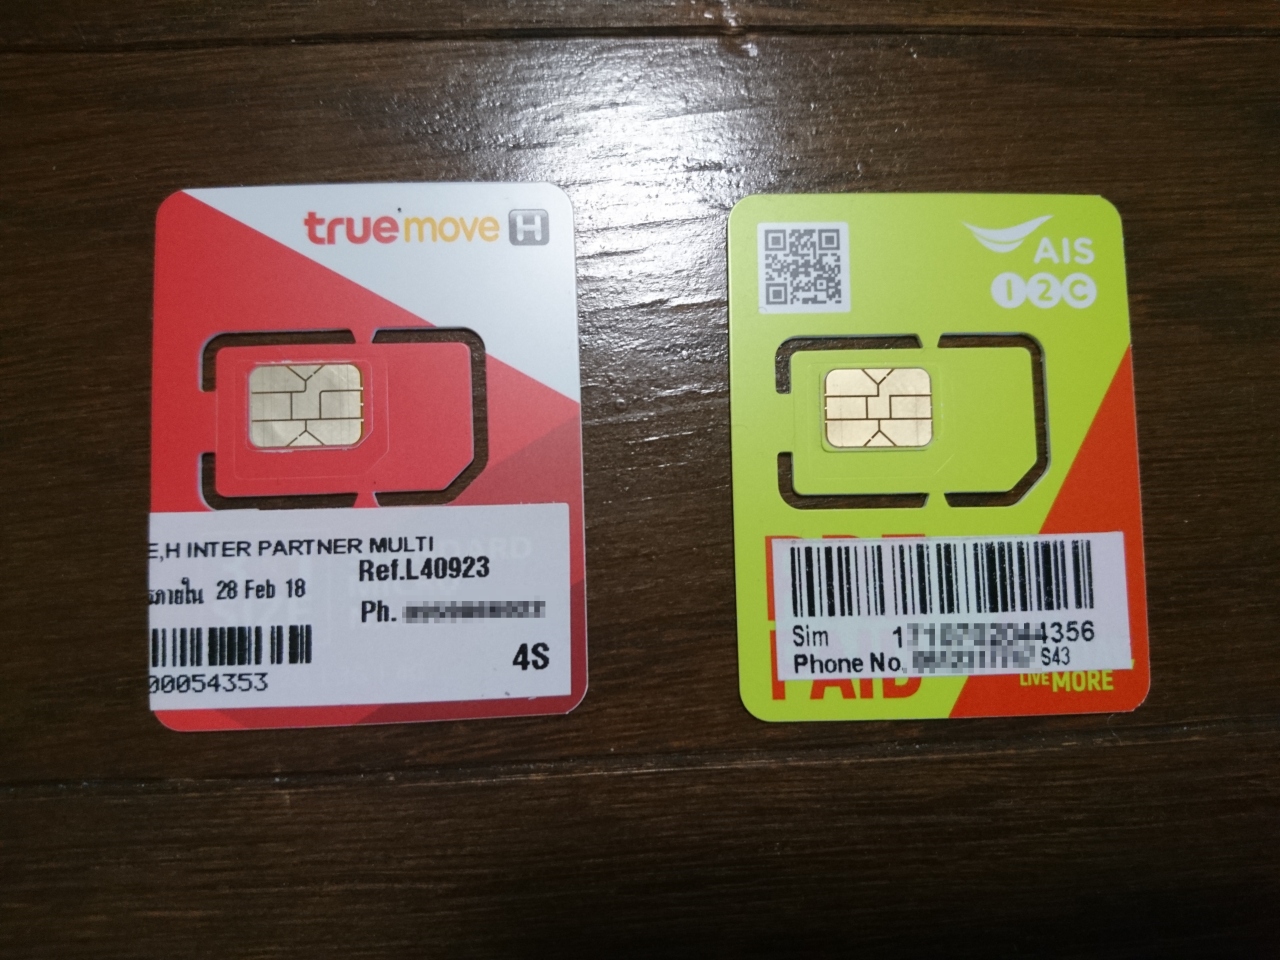 truemove H
E,H INTER PARTNER MULTI
Ref.L40923
ภายใน 28 Feb 18
Ph.
4S
00054353
AIS
12C
Sim 4356
Phone No. S43
LIVE MORE